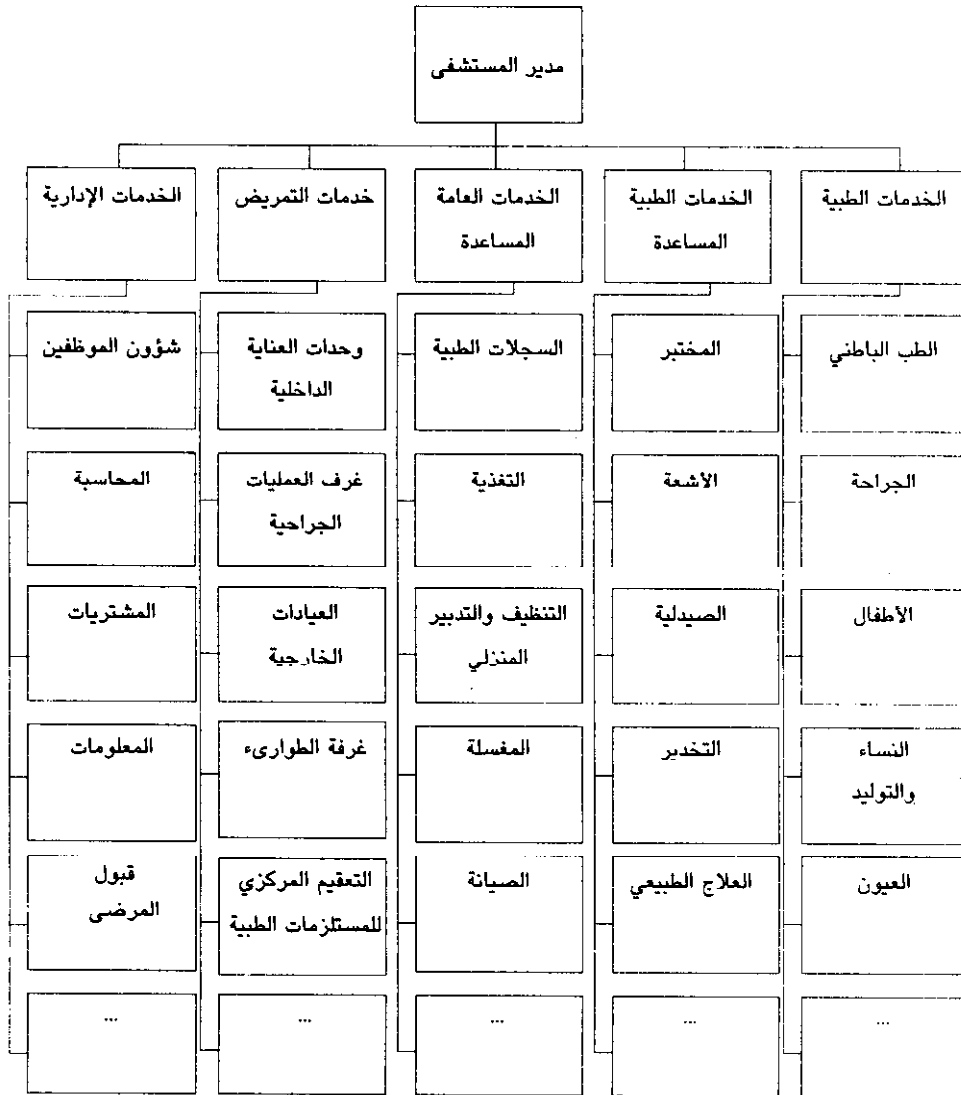 مدير المستشفى
الخدمات الطبية
الخدمات الطبية
المساعدة
الخدمات العامة
المساعدة
خدمات التمريض
الخدمات الإدارية
الطب الباطني
المختبر
السجلات الطبية
وحدات العناية
الداخلية
شؤون الموظفين
الجراحة
الأشعة
التغذية
غرف العمليات
الجراحية
المحاسبة
الأطفال
الصيدلية
التنظيف والتدبير
المنزلي
العيادات
الخارجية
المشتريات
النساء
والتوليد
التخدير
المغسلة
غرفة الطوارىء
المعلومات
العيون
العلاج الطبيعي
الصيانة
التعقيم المركزي
للمستلزمات الطبية
قبول
المرضى
...
...
...
...
...